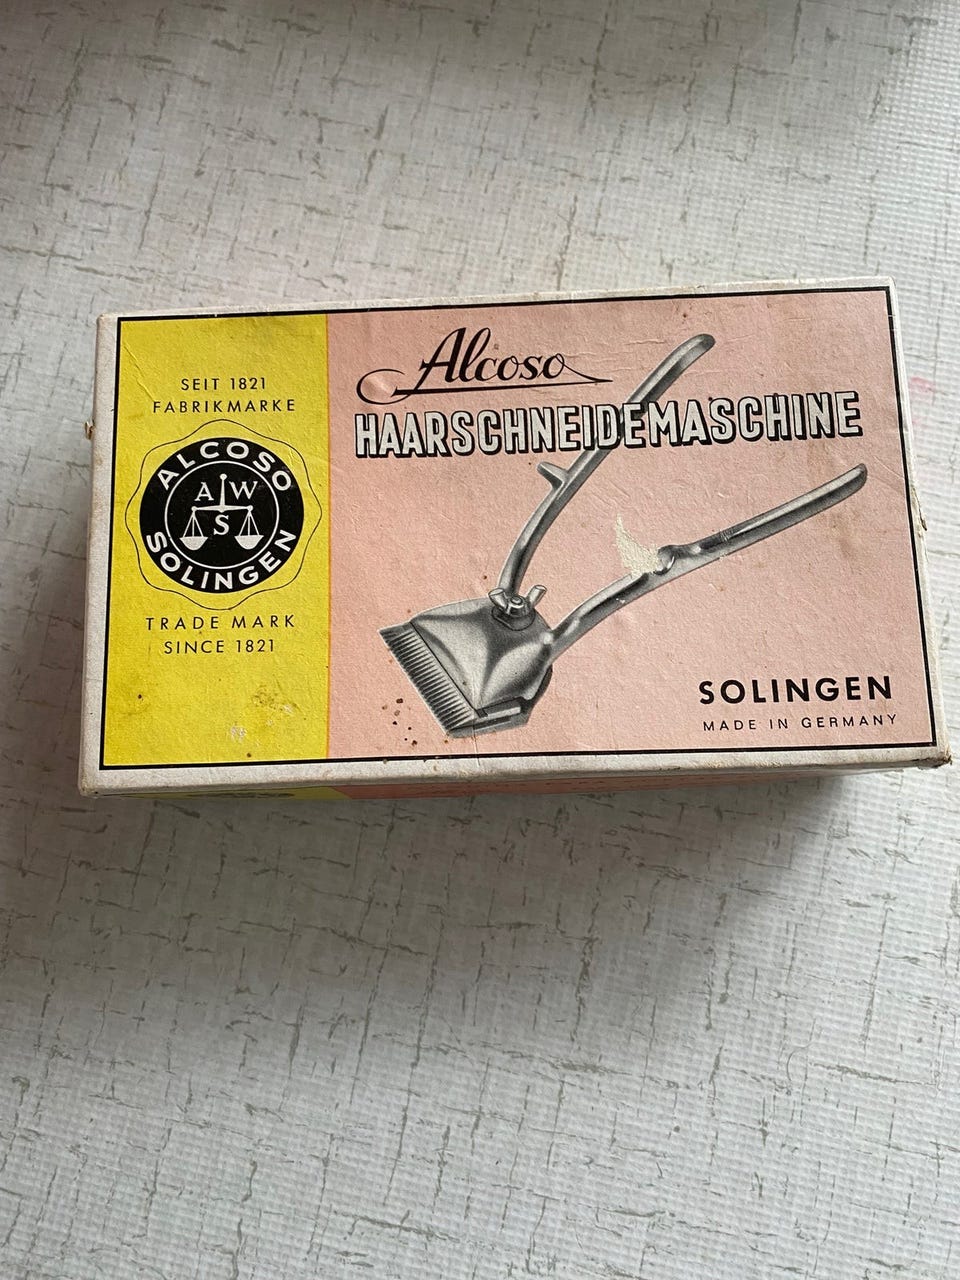 SEIT 1821
FABRIKMARKE
ALCOSO
A W
S
SOLINGEN
TRADE MARK
SINCE 1821
Alcoso
HAARSCHNEIDEMASCHINE
SOLINGEN
MADE IN GERMANY